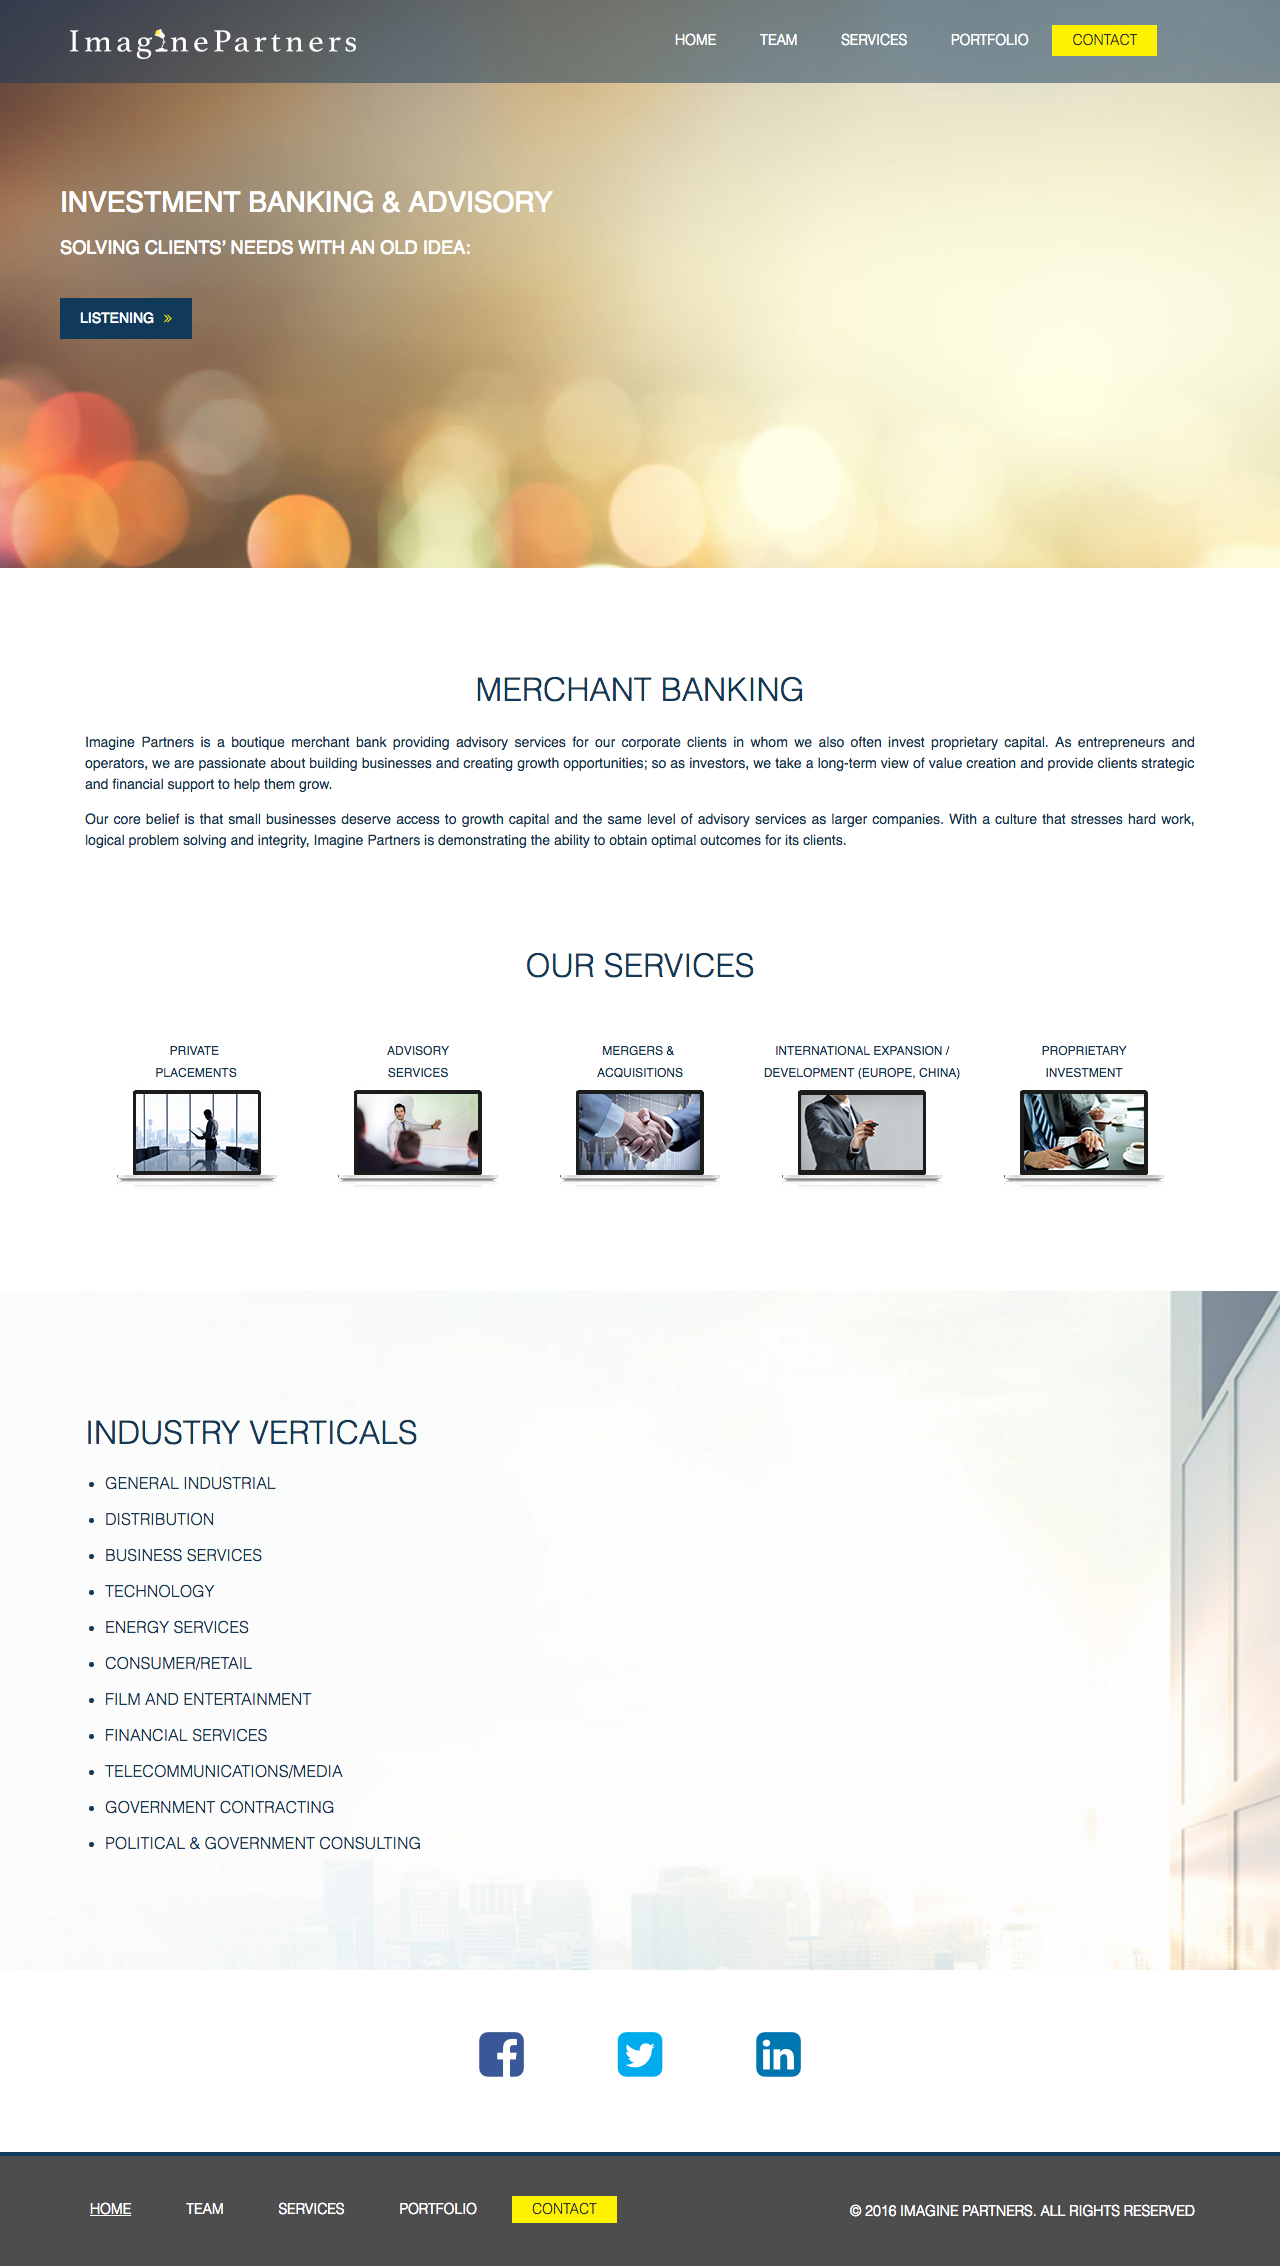 ImaginePartners
HOME TEAM SERVICES PORTFOLIO CONTACT
INVESTMENT BANKING & ADVISORY
SOLVING CLIENTS’ NEEDS WITH AN OLD IDEA:
LISTENING »
MERCHANT BANKING
Imagine Partners is a boutique merchant bank providing advisory services for our corporate clients in whom we also often invest proprietary capital. As entrepreneurs and
operators, we are passionate about building businesses and creating growth opportunities; so as investors, we take a long-term view of value creation and provide clients strategic
and financial support to help them grow.
Our core belief is that small businesses deserve access to growth capital and the same level of advisory services as larger companies. With a culture that stresses hard work,
logical problem solving and integrity, Imagine Partners is demonstrating the ability to obtain optimal outcomes for its clients.
OUR SERVICES
PRIVATE
PLACEMENTS
ADVISORY
SERVICES
MERGERS &
ACQUISITIONS
INTERNATIONAL EXPANSION /
DEVELOPMENT (EUROPE, CHINA)
PROPRIETARY
INVESTMENT
INDUSTRY VERTICALS
• GENERAL INDUSTRIAL
• DISTRIBUTION
• BUSINESS SERVICES
• TECHNOLOGY
• ENERGY SERVICES
• CONSUMER/RETAIL
• FILM AND ENTERTAINMENT
• FINANCIAL SERVICES
• TELECOMMUNICATIONS/MEDIA
• GOVERNMENT CONTRACTING
• POLITICAL & GOVERNMENT CONSULTING
HOME TEAM SERVICES PORTFOLIO CONTACT
© 2016 IMAGINE PARTNERS. ALL RIGHTS RESERVED